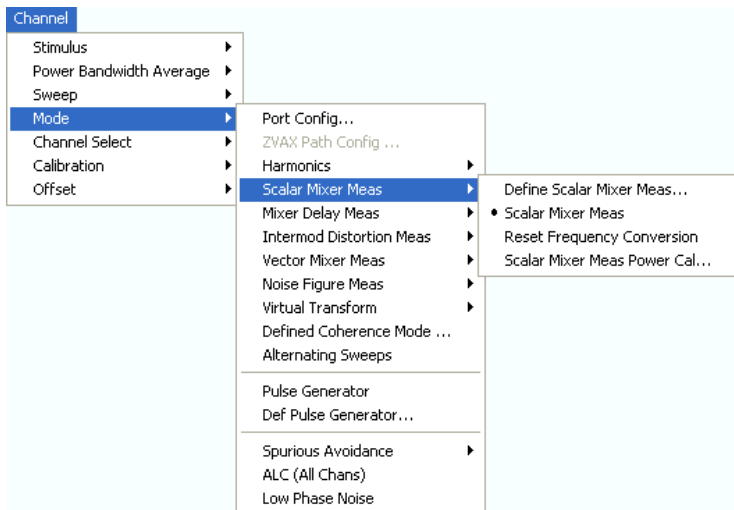 Channel
Stimulus
Power Bandwidth Average
Sweep
Mode
Channel Select
Calibration
Offset
Port Config...
ZVAX Path Config ...
Harmonics
Scalar Mixer Meas
Mixer Delay Meas
Intermod Distortion Meas
Vector Mixer Meas
Noise Figure Meas
Virtual Transform
Defined Coherence Mode ...
Alternating Sweeps
Pulse Generator
Def Pulse Generator...
Spurious Avoidance
ALC (All Chans)
Low Phase Noise
Define Scalar Mixer Meas...
• Scalar Mixer Meas
Reset Frequency Conversion
Scalar Mixer Meas Power Cal...